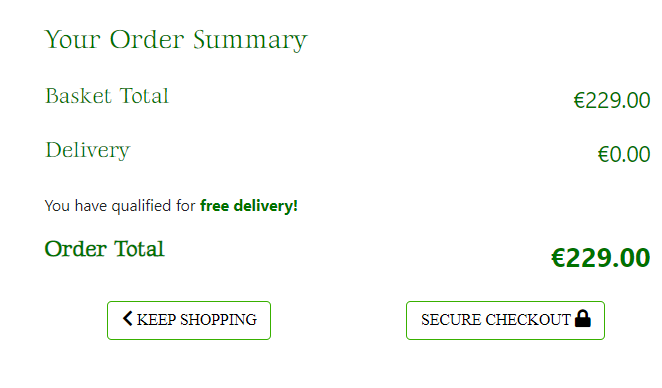 Your Order Summary
Basket Total €229.00
Delivery €0.00
You have qualified for free delivery!
Order Total €229.00
KEEP SHOPPING SECURE CHECKOUT